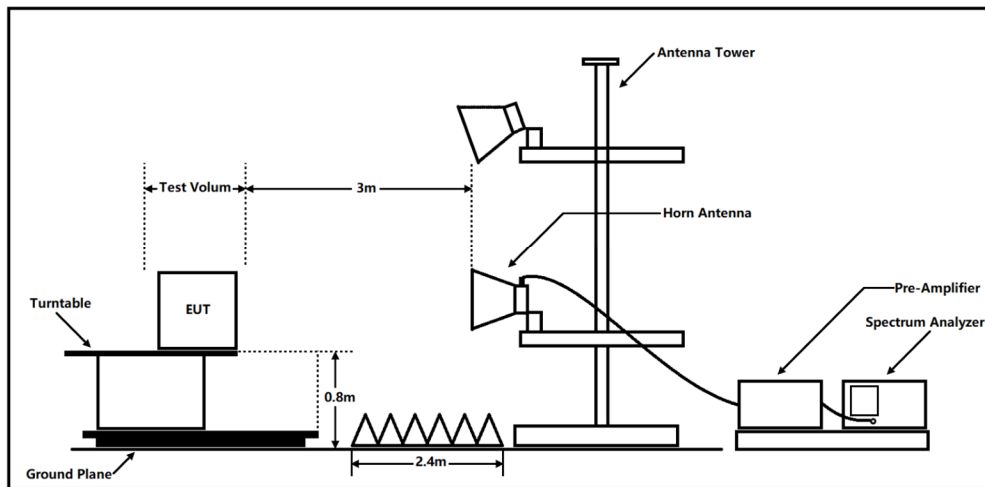 Antenna Tower
Test Volum
3m
Horn Antenna
EUT
Turntable
Pre-Amplifier
Spectrum Analyzer
0.8m
2.4m
Ground Plane